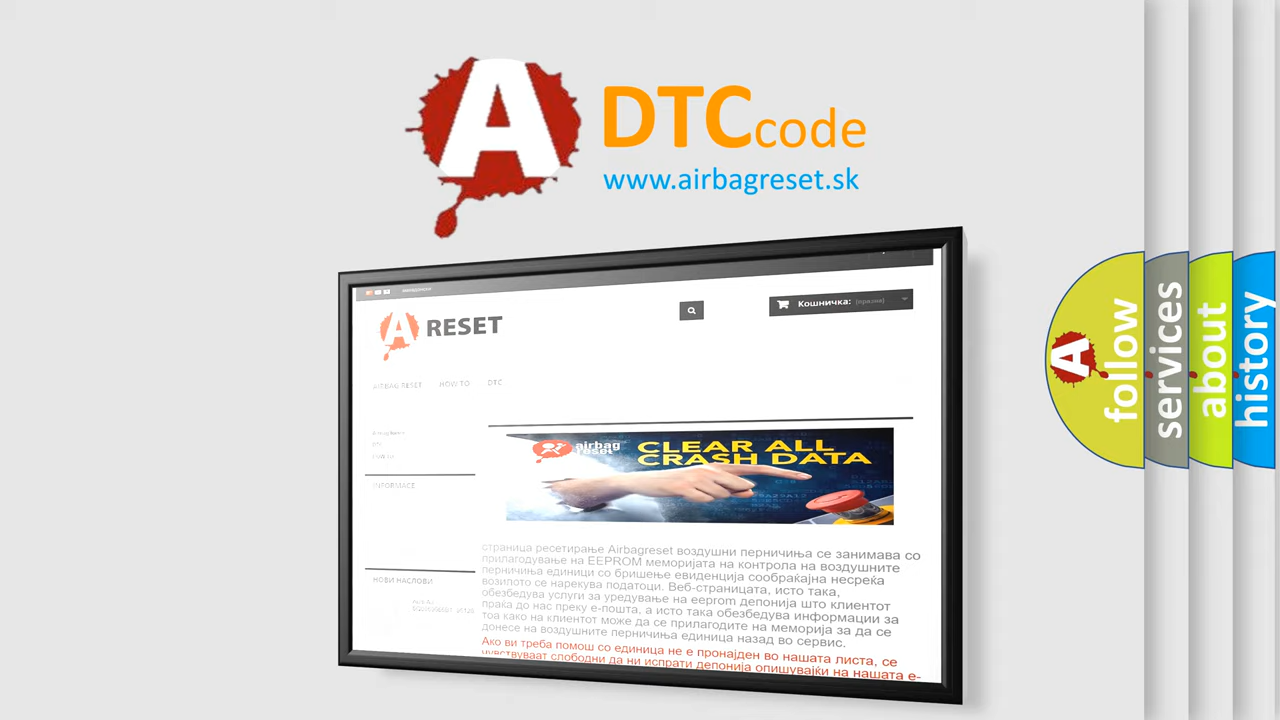 A
DTCcode
www.airbagreset.sk
Кошничка: (празни)
A RESET
AIRBAG RESET HOW TO DTC
DTC
INFORMACE
airbag
reset
CLEAR ALL
CRASH DATA
страница ресетирање Airbagreset воздушни перничиња се занимава со
прилагодување на EEPROM меморијата на контрола на воздушните
перничиња единици со бришење евиденција сообраќајна несреќа
возилото се нарекува податоци. Веб-страницата, исто така,
обезбедува услуги за уредување на eeprom депонија што клиентот
праќа до нас преку е-пошта, а исто така обезбедува информации за
тоа како на клиентот може да се прилагодите на меморија за да се
донесе на воздушните перничиња единица назад во сервис.
Ако ви треба помош со единица не е пронајден во нашата листа, се
чувствуваат слободни да ни испрати депонија опишувајќи на нашата е-
НОВИ НАСЛОВИ
A
follow
services
about
history